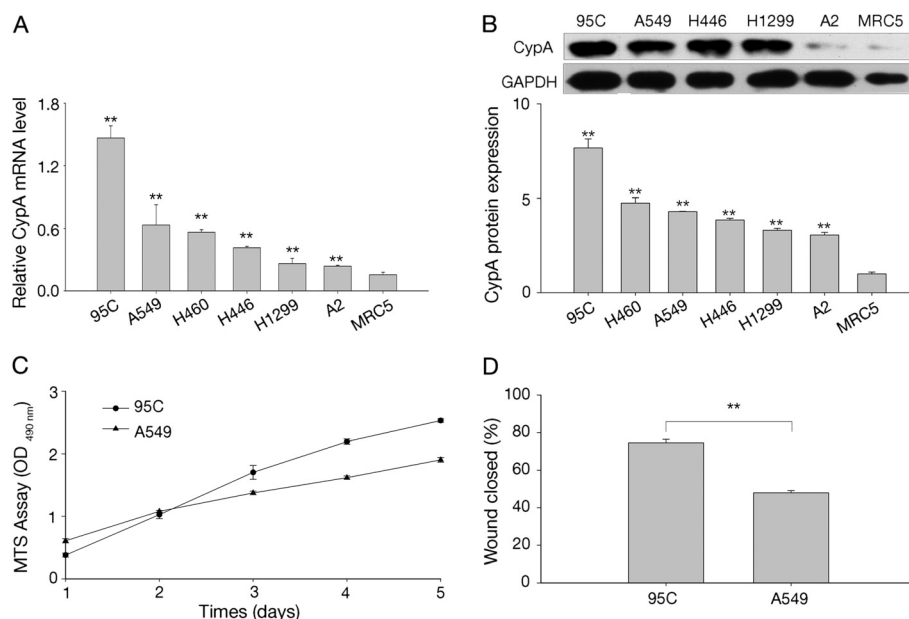 A
Relative CypA mRNA level
1.8
1.2
0.6
0.0
**
**
**
**
**
**
95C
A549
H460
H446
H1299
A2
MRC5
B
95C A549 H446 H1299 A2 MRC5
CypA
GAPDH
CypA protein expression
10
5
0
**
**
**
**
**
**
95C
H460
A549
H446
H1299
A2
MRC5
C
MTS Assay (OD 490 nm)
3
2
1
0
95C
A549
1 2 3 4 5
Times (days)
D
Wound closed (%)
100
80
60
40
20
0
**
95C A549